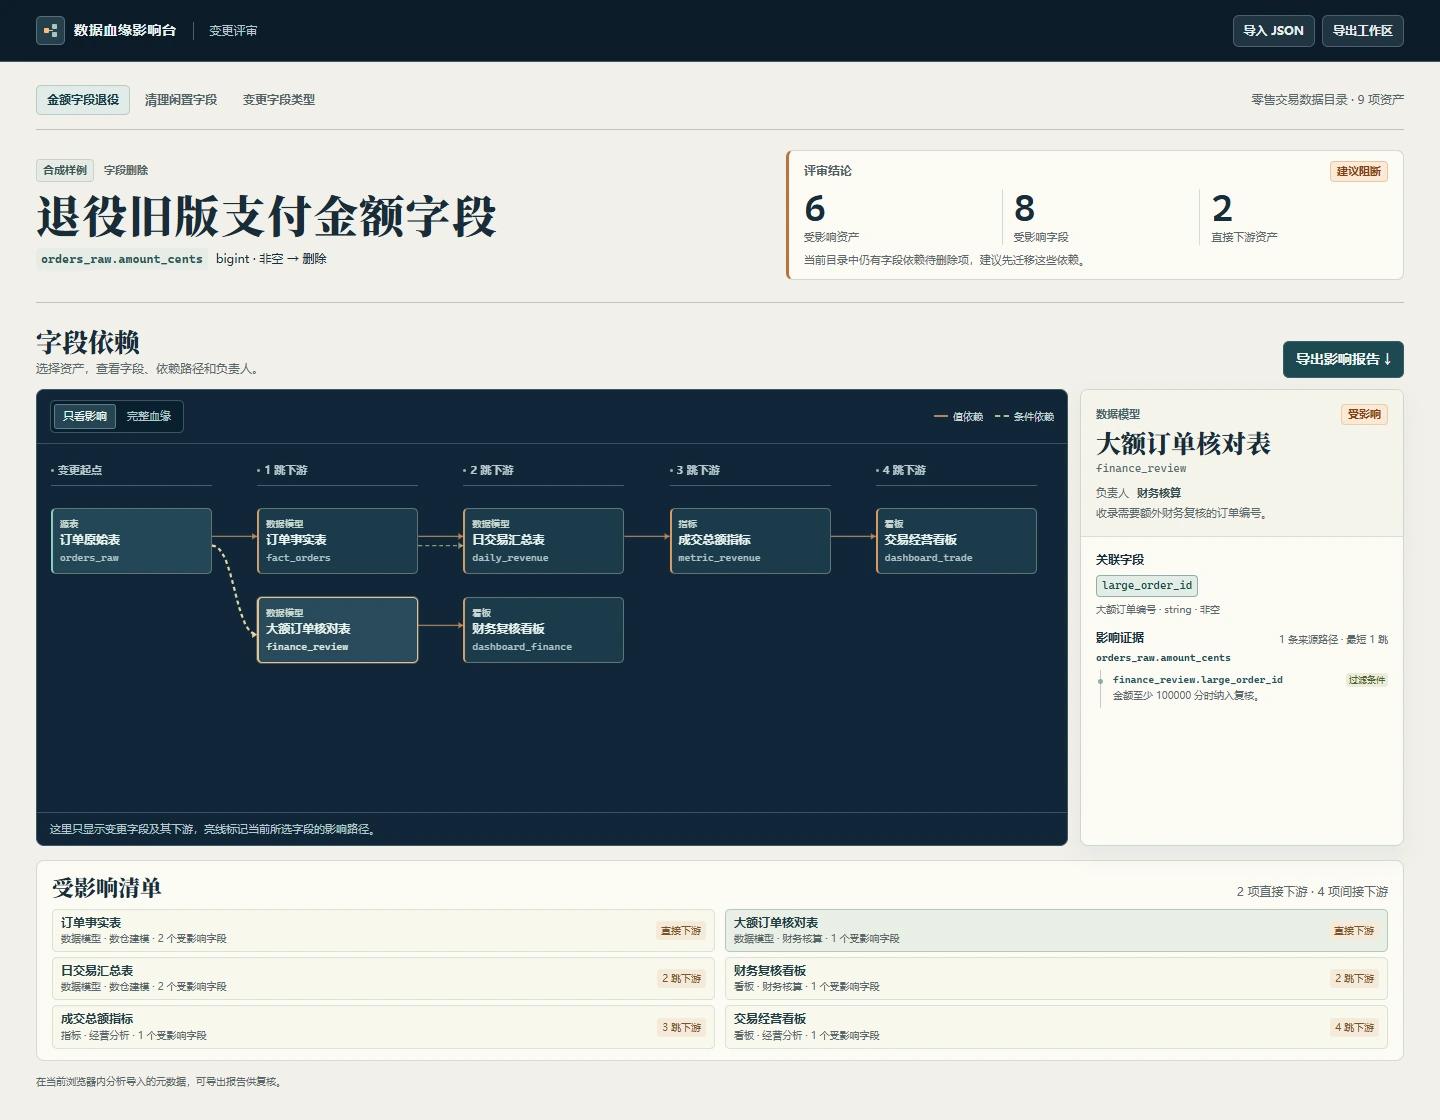 数据血缘影响台
变更评审
导入 JSON
导出工作区
金额字段退役
清理闲置字段
变更字段类型
零售交易数据目录 · 9 项资产
合成样例
字段删除
退役旧版支付金额字段
orders_raw.amount_cents
bigint · 非空 → 删除
评审结论
建议阻断
6
受影响资产
8
受影响字段
2
直接下游资产
当前目录中仍有字段依赖待删除项，建议先迁移这些依赖。
字段依赖
选择资产，查看字段、依赖路径和负责人。
导出影响报告 ↓
只看影响
完整血缘
值依赖
条件依赖
• 变更起点
• 1 跳下游
• 2 跳下游
• 3 跳下游
• 4 跳下游
源表
订单原始表
orders_raw
数据模型
订单事实表
fact_orders
数据模型
日交易汇总表
daily_revenue
指标
成交总额指标
metric_revenue
看板
交易经营看板
dashboard_trade
数据模型
大额订单核对表
finance_review
看板
财务复核看板
dashboard_finance
这里只显示变更字段及其下游，亮线标记当前所选字段的影响路径。
数据模型
受影响
大额订单核对表
finance_review
负责人 财务核算
收录需要额外财务复核的订单编号。
关联字段
large_order_id
大额订单编号 · string · 非空
影响证据
1 条来源路径 · 最短 1 跳
orders_raw.amount_cents
finance_review.large_order_id
过滤条件
金额至少 100000 分时纳入复核。
受影响清单
2 项直接下游 · 4 项间接下游
订单事实表
数据模型 · 数仓建模 · 2 个受影响字段
直接下游
大额订单核对表
数据模型 · 财务核算 · 1 个受影响字段
直接下游
日交易汇总表
数据模型 · 数仓建模 · 2 个受影响字段
2 跳下游
财务复核看板
看板 · 财务核算 · 1 个受影响字段
2 跳下游
成交总额指标
指标 · 经营分析 · 1 个受影响字段
3 跳下游
交易经营看板
看板 · 经营分析 · 1 个受影响字段
4 跳下游
在当前浏览器内分析导入的元数据，可导出报告供复核。